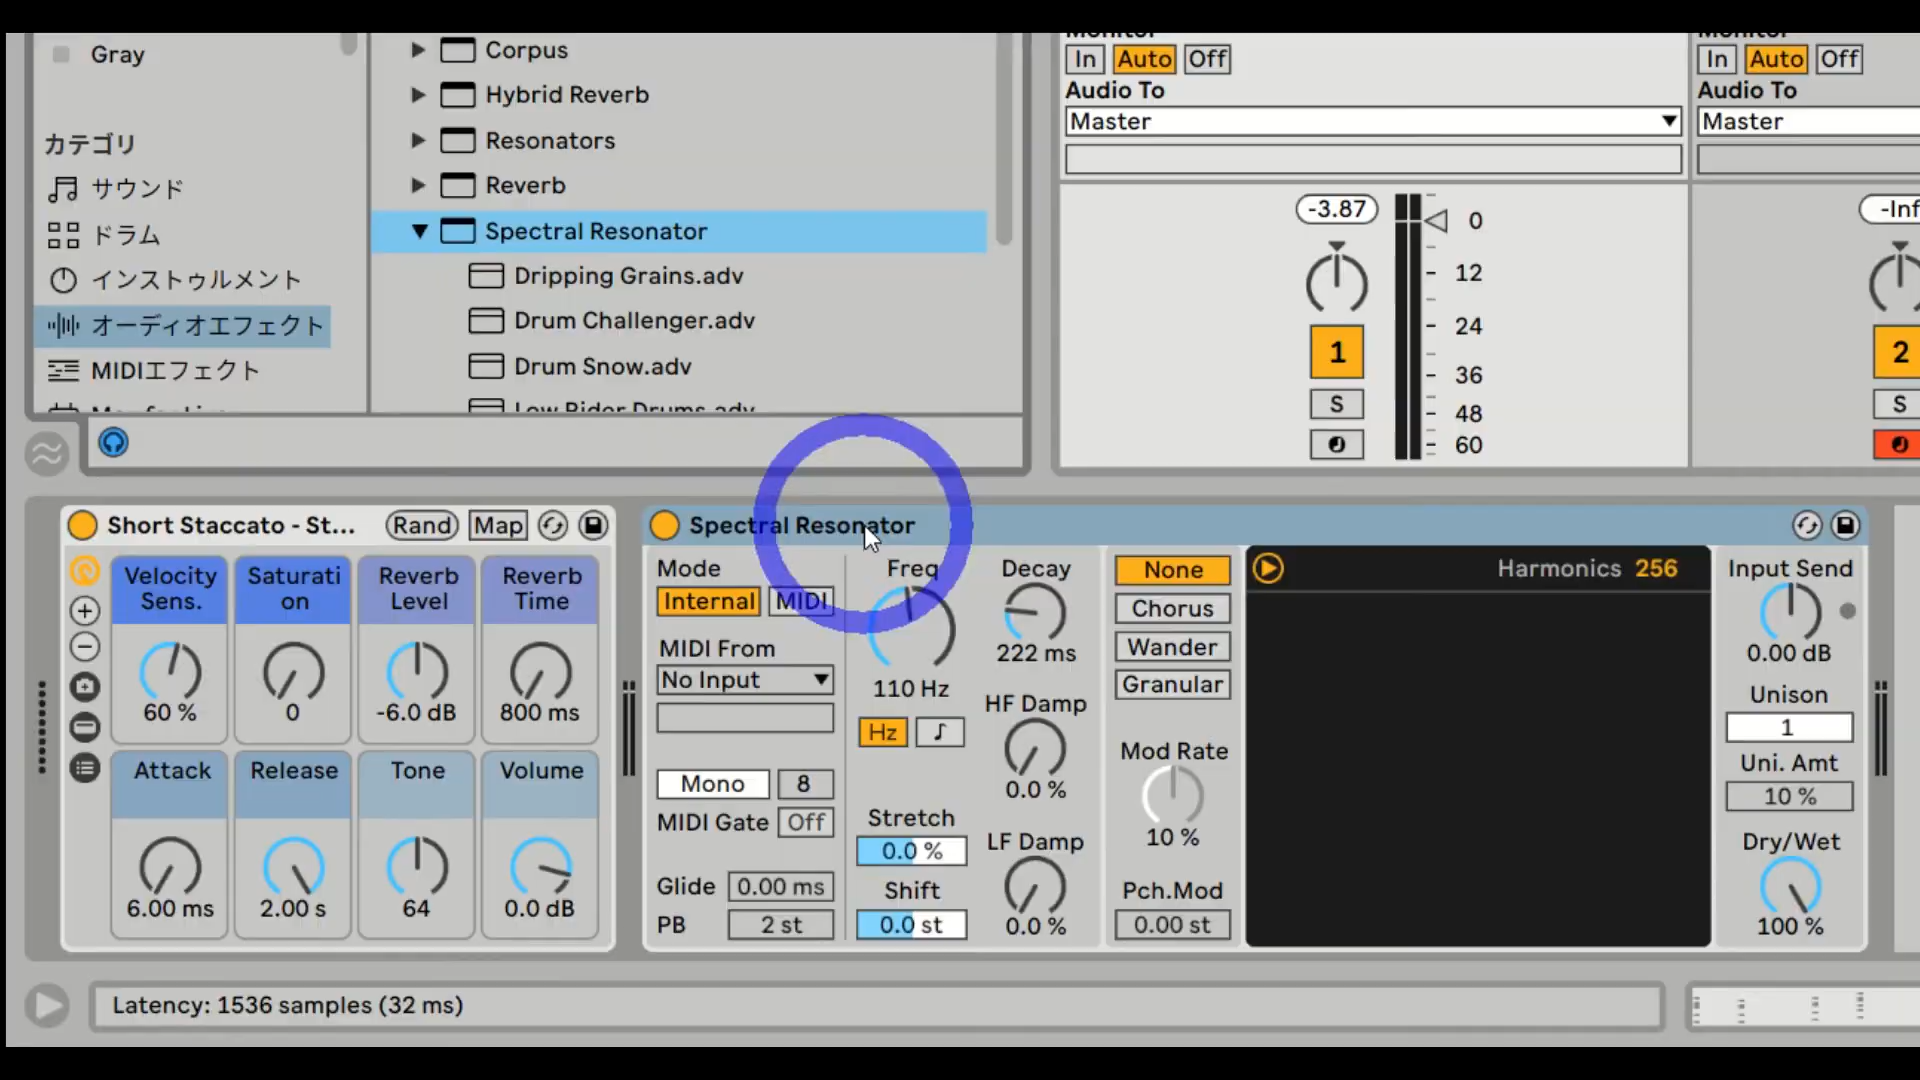 Gray
カテゴリ
サウンド
ドラム
インストゥルメント
オーディオエフェクト
MIDIエフェクト
Corpus
Hybrid Reverb
Resonators
Reverb
Spectral Resonator
Dripping Grains.adv
Drum Challenger.adv
Drum Snow.adv
Low Rider Drums.adv
Monitor
In Auto Off
Audio To
Master
-3.87
0
12
24
36
48
60
1
S
Monitor
In Auto Off
Audio To
Master
-Inf
2
S
Short Staccato - St... Rand Map
Velocity Sens.
60 %
Saturati on
0
Reverb Level
-6.0 dB
Reverb Time
800 ms
Attack
6.00 ms
Release
2.00 s
Tone
64
Volume
0.0 dB
Spectral Resonator
Mode
Internal MIDI
MIDI From
No Input
Mono 8
MIDI Gate Off
Glide 0.00 ms
PB 2 st
Freq
110 Hz
Hz
Stretch
0.0 %
Shift
0.0 st
Decay
222 ms
HF Damp
0.0 %
LF Damp
0.0 %
None
Chorus
Wander
Granular
Mod Rate
10 %
Pch.Mod
0.00 st
Harmonics 256
Input Send
0.00 dB
Unison
1
Uni. Amt
10 %
Dry/Wet
100 %
Latency: 1536 samples (32 ms)